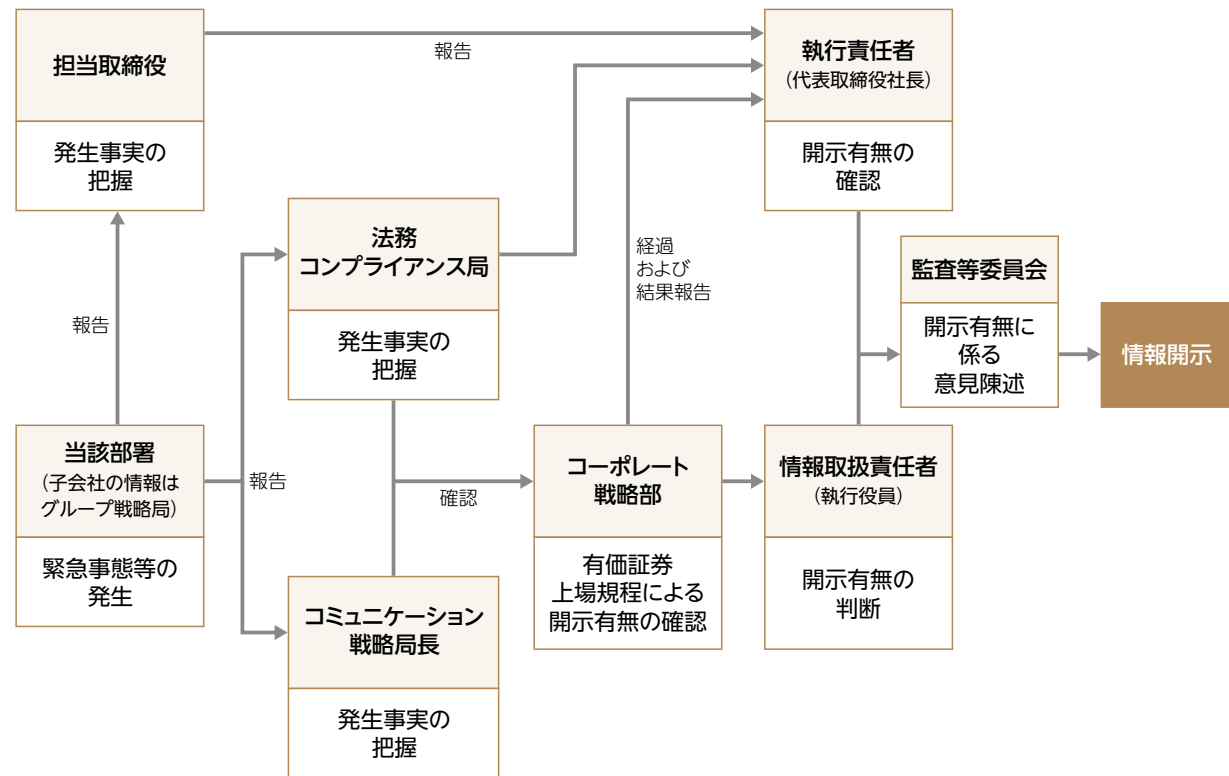 担当取締役
発生事実の
把握
報告
執行責任者
（代表取締役社長）
開示有無の
確認
法務
コンプライアンス局
発生事実の
把握
経過
および
結果報告
監査等委員会
開示有無に
係る
意見陳述
情報開示
報告
当該部署
（子会社の情報は
グループ戦略局）
緊急事態等の
発生
報告
確認
コーポレート
戦略部
有価証券
上場規程による
開示有無の確認
情報取扱責任者
（執行役員）
開示有無の
判断
コミュニケーション
戦略局長
発生事実の
把握